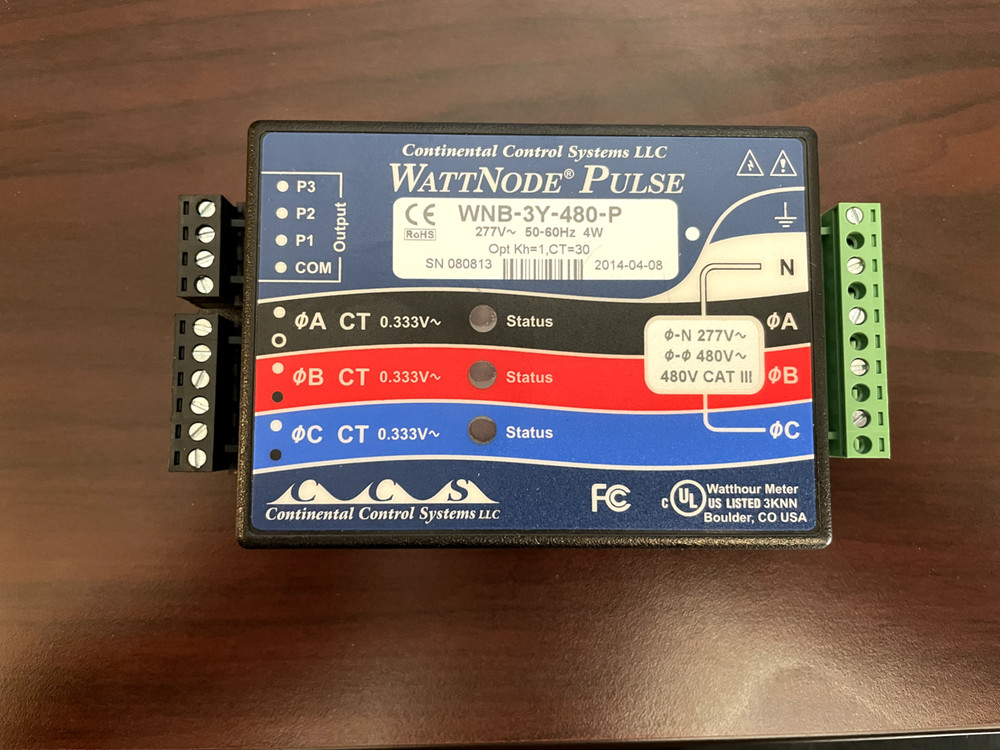 Continental Control Systems LLC
WATTNODE® PULSE
P3
P2
P1
COM
Output
CE
RoHS
WNB-3Y-480-P
277V~ 50-60Hz 4W
Opt Kh=1,CT=30
SN 080813
2014-04-08
N
ϕA CT 0.333V~ Status
ϕA
ϕB CT 0.333V~ Status
ϕB
ϕC CT 0.333V~ Status
ϕC
ϕ-N 277V~
ϕ-ϕ 480V~
480V CAT III
CCS
Continental Control Systems LLC
FC
c UL Watthour Meter
US LISTED 3KNN
Boulder, CO USA